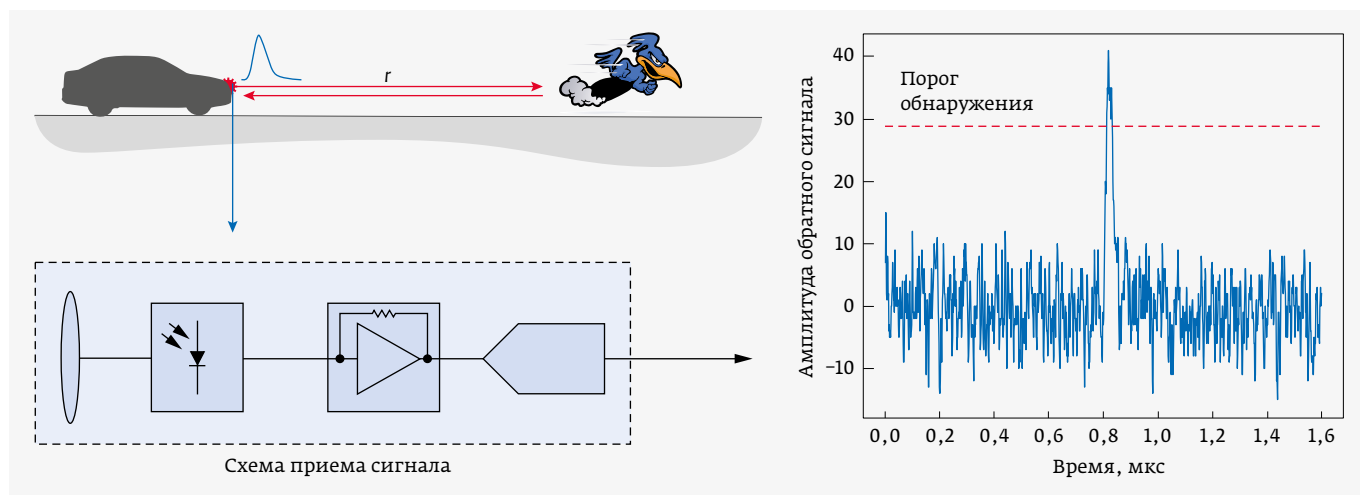 r
Схема приема сигнала
Амплитуда обратного сигнала
40
30
20
10
0
−10
Порог
обнаружения
0,0 0,2 0,4 0,6 0,8 1,0 1,2 1,4 1,6
Время, мкс